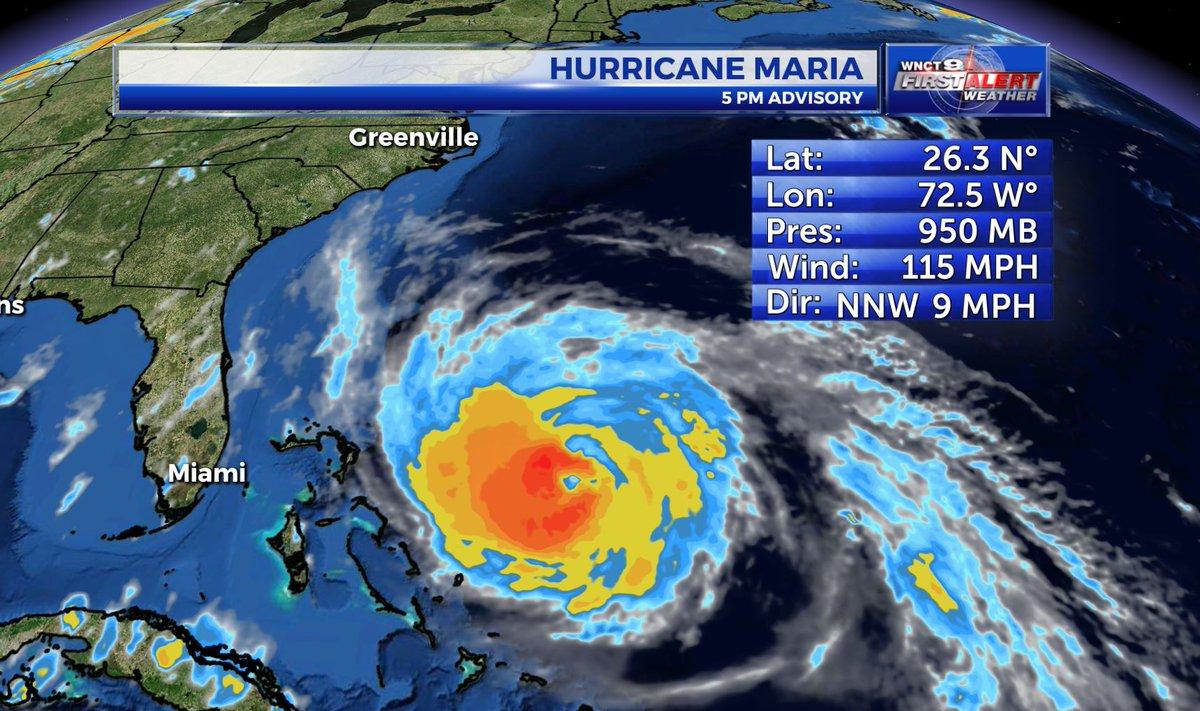 HURRICANE MARIA
5 PM ADVISORY
WNCT 9
FIRST ALERT
WEATHER
Greenville
Lat: 26.3 N°
Lon: 72.5 W°
Pres: 950 MB
Wind: 115 MPH
Dir: NNW 9 MPH
ns
Miami